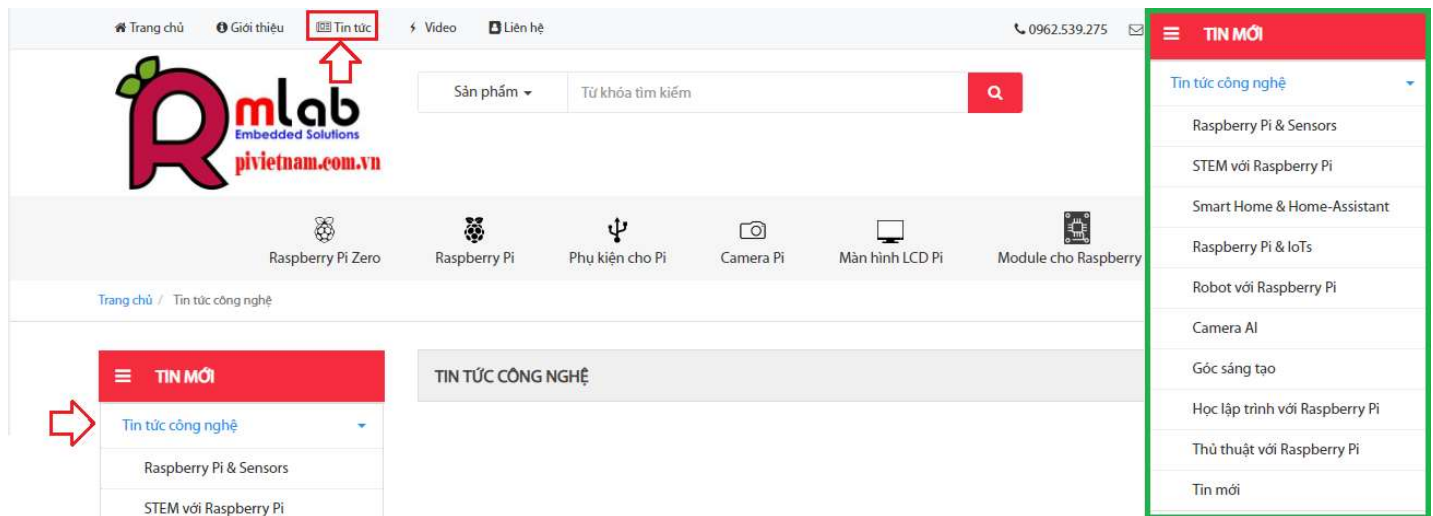 Trang chủ Giới thiệu Tin tức Video Liên hệ 0962.539.275
mlab
Embedded Solutions
pivietnam.com.vn
Sản phẩm Từ khóa tìm kiếm
Raspberry Pi Zero Raspberry Pi Phụ kiện cho Pi Camera Pi Màn hình LCD Pi Module cho Raspberry
Trang chủ / Tin tức công nghệ
TIN MỚI
Tin tức công nghệ
Raspberry Pi & Sensors
STEM với Raspberry Pi
TIN TỨC CÔNG NGHỆ
TIN MỚI
Tin tức công nghệ
Raspberry Pi & Sensors
STEM với Raspberry Pi
Smart Home & Home-Assistant
Raspberry Pi & IoTs
Robot với Raspberry Pi
Camera AI
Góc sáng tạo
Học lập trình với Raspberry Pi
Thủ thuật với Raspberry Pi
Tin mới